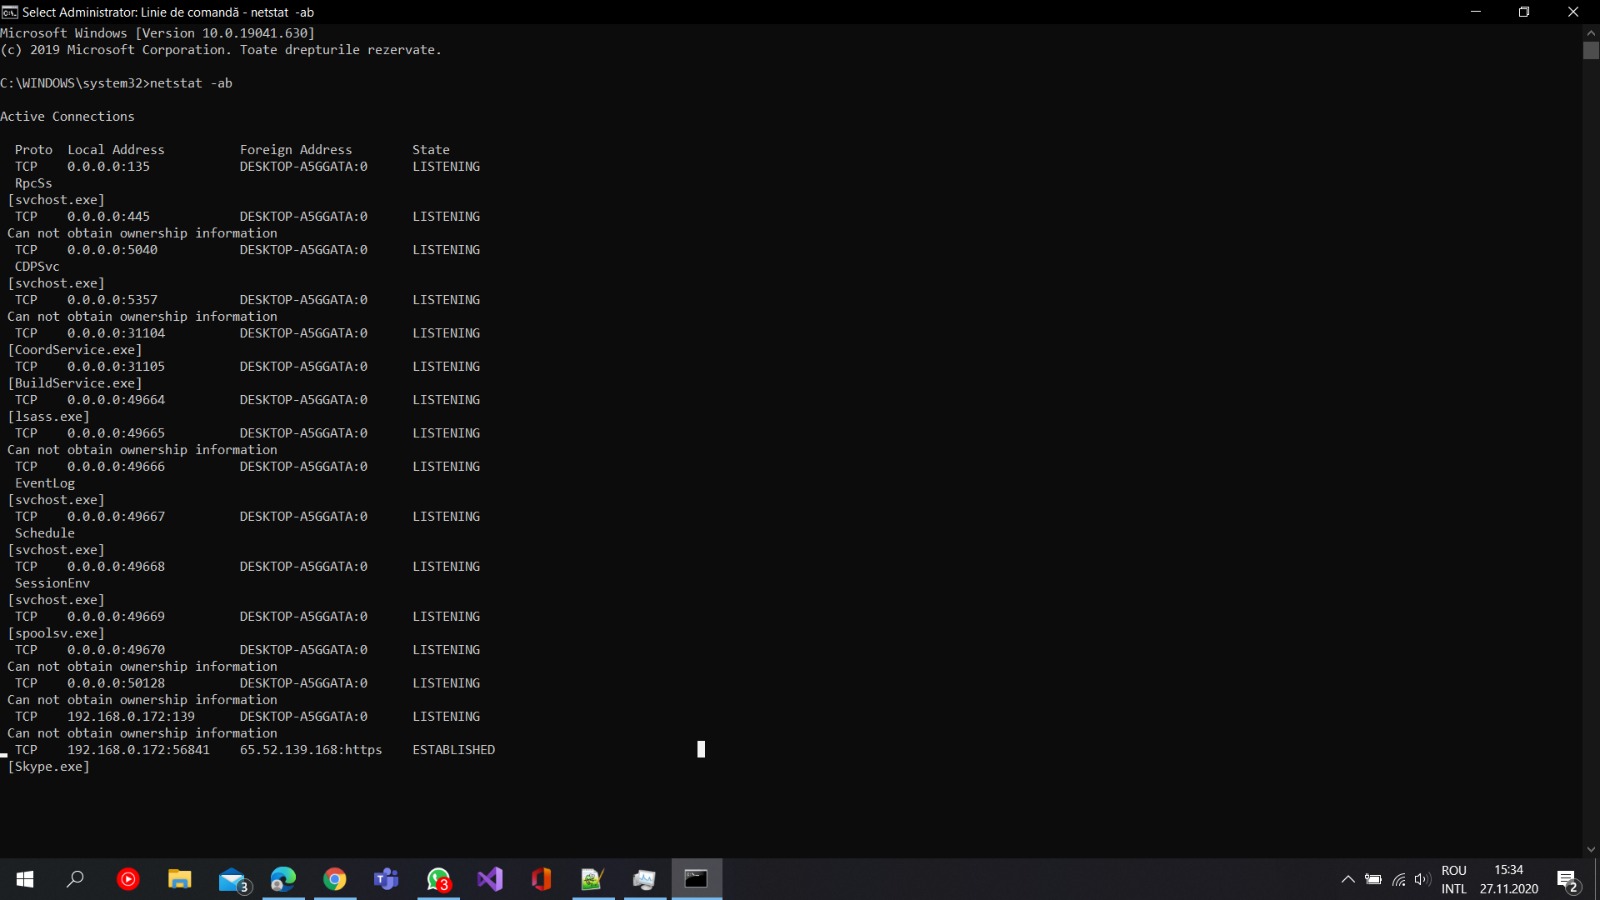 Select Administrator: Linie de comandă - netstat  -ab
Microsoft Windows [Version 10.0.19041.630]
(c) 2019 Microsoft Corporation. Toate drepturile rezervate.
C:\WINDOWS\system32>netstat -ab
Active Connections
Proto  Local Address          Foreign Address        State
TCP    0.0.0.0:135            DESKTOP-A5GGATA:0      LISTENING
RpcSs
[svchost.exe]
TCP    0.0.0.0:445            DESKTOP-A5GGATA:0      LISTENING
Can not obtain ownership information
TCP    0.0.0.0:5040           DESKTOP-A5GGATA:0      LISTENING
CDPSvc
[svchost.exe]
TCP    0.0.0.0:5357           DESKTOP-A5GGATA:0      LISTENING
Can not obtain ownership information
TCP    0.0.0.0:31104          DESKTOP-A5GGATA:0      LISTENING
[CoordService.exe]
TCP    0.0.0.0:31105          DESKTOP-A5GGATA:0      LISTENING
[BuildService.exe]
TCP    0.0.0.0:49664          DESKTOP-A5GGATA:0      LISTENING
[lsass.exe]
TCP    0.0.0.0:49665          DESKTOP-A5GGATA:0      LISTENING
Can not obtain ownership information
TCP    0.0.0.0:49666          DESKTOP-A5GGATA:0      LISTENING
EventLog
[svchost.exe]
TCP    0.0.0.0:49667          DESKTOP-A5GGATA:0      LISTENING
Schedule
[svchost.exe]
TCP    0.0.0.0:49668          DESKTOP-A5GGATA:0      LISTENING
SessionEnv
[svchost.exe]
TCP    0.0.0.0:49669          DESKTOP-A5GGATA:0      LISTENING
[spoolsv.exe]
TCP    0.0.0.0:49670          DESKTOP-A5GGATA:0      LISTENING
Can not obtain ownership information
TCP    0.0.0.0:50128          DESKTOP-A5GGATA:0      LISTENING
Can not obtain ownership information
TCP    192.168.0.172:139      DESKTOP-A5GGATA:0      LISTENING
Can not obtain ownership information
TCP    192.168.0.172:56841    65.52.139.168:https    ESTABLISHED
[Skype.exe]
3
3
ROU
INTL
15:34
27.11.2020
2